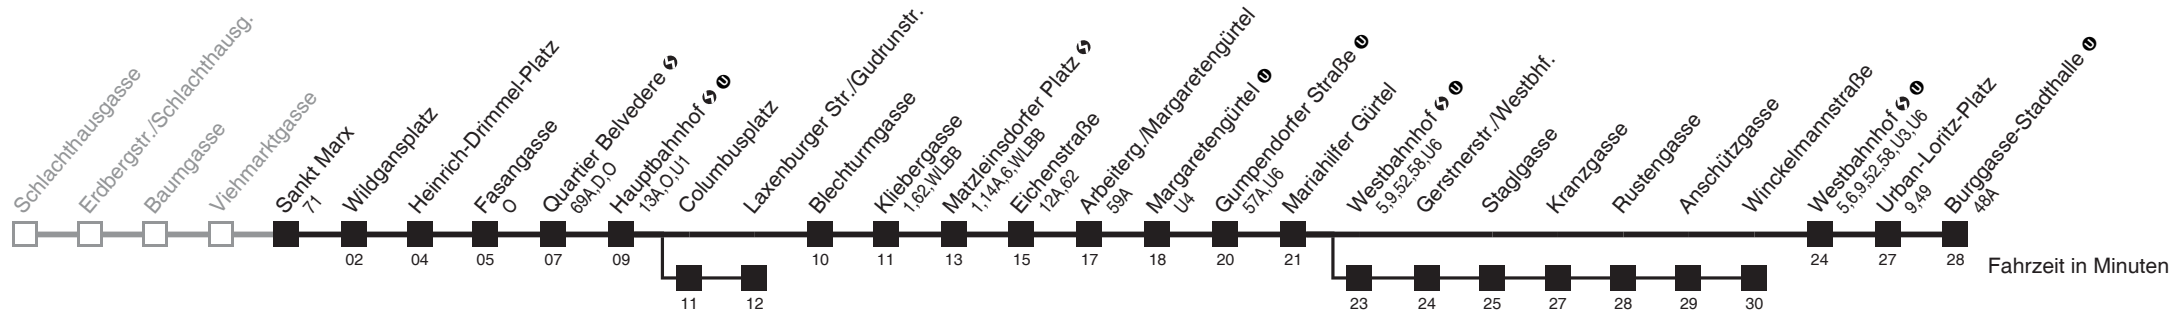 Schlachthausgasse
Erdbergstr./Schlachthausg.
Baumgasse
Viehmarktgasse
Sankt Marx
71
Wildgansplatz
Heinrich-Drimmel-Platz
Fasangasse
O
Quartier Belvedere S
69A,D,O
Hauptbahnhof S U
13A,O,U1
Columbusplatz
Laxenburger Str./Gudrunstr.
Blechturmgasse
Kliebergasse
1,62,WLBB
Matzleinsdorfer Platz S
1,14A,6,WLBB
Eichenstraße
12A,62
Arbeiterg./Margaretengürtel
59A
Margaretengürtel U
U4
Gumpendorfer Straße U
57A,U6
Mariahilfer Gürtel
Westbahnhof S U
5,9,52,58,U6
Gerstnerstr./Westbhf.
Staglgasse
Kranzgasse
Rustengasse
Anschützgasse
Winckelmannstraße
Westbahnhof S U
5,6,9,52,58,U3,U6
Urban-Loritz-Platz
9,49
Burggasse-Stadthalle U
48A
02 04 05 07 09 10 11 13 15 17 18 20 21 24 27 28
Fahrzeit in Minuten
11 12 23 24 25 27 28 29 30